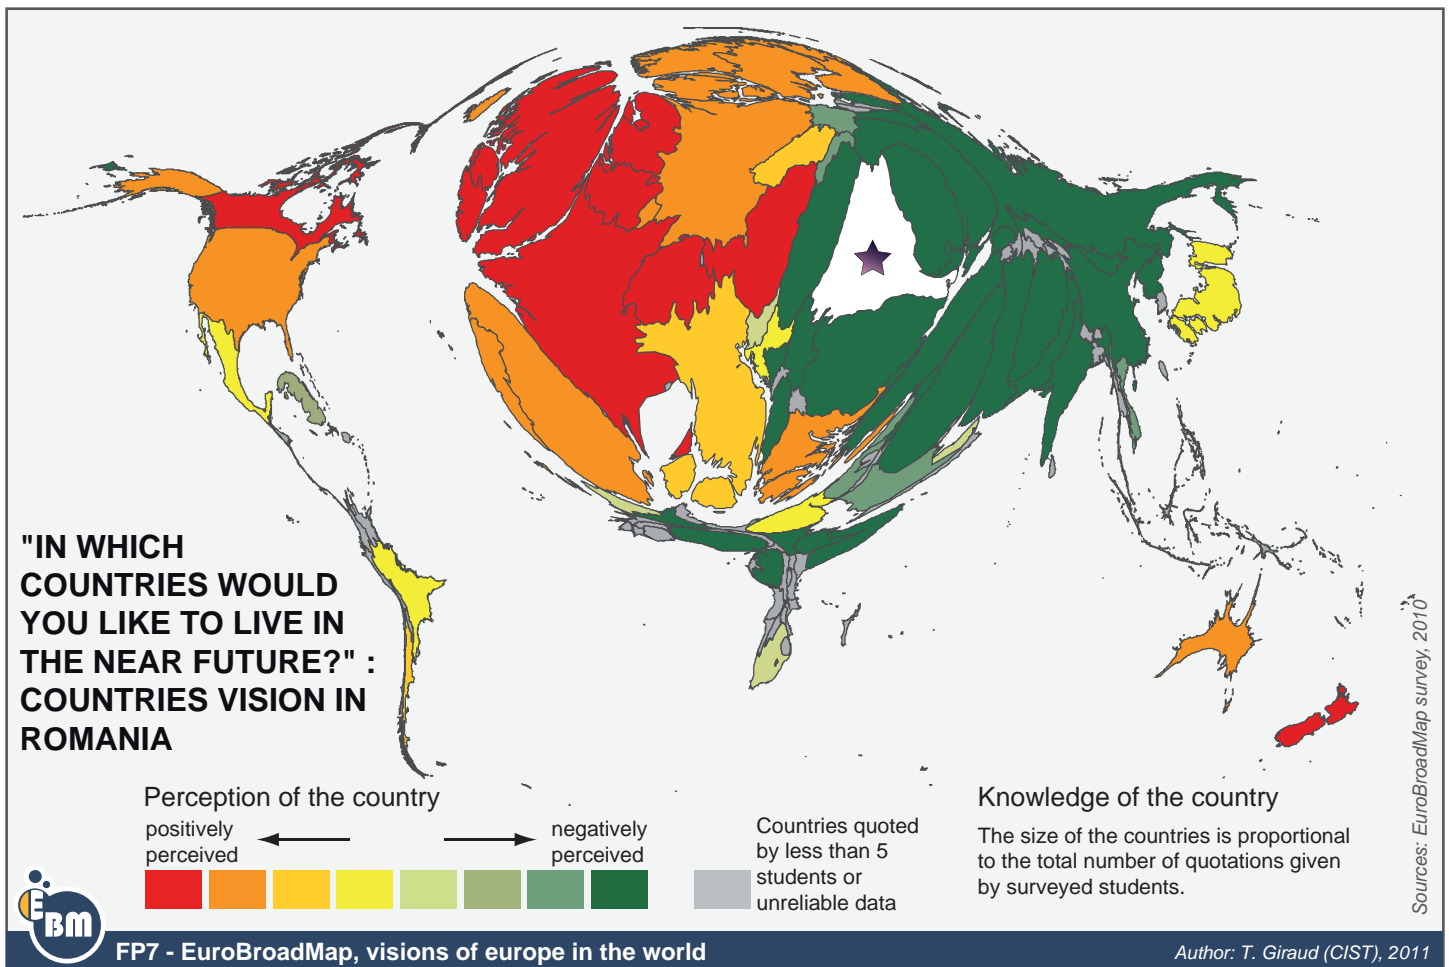 "IN WHICH
COUNTRIES WOULD
YOU LIKE TO LIVE IN
THE NEAR FUTURE?" :
COUNTRIES VISION IN
ROMANIA
Perception of the country
positively
perceived
negatively
perceived
Countries quoted
by less than 5
students or
unreliable data
Knowledge of the country
The size of the countries is proportional
to the total number of quotations given
by surveyed students.
Sources: EuroBroadMap survey, 2010
E
BM
FP7 - EuroBroadMap, visions of europe in the world
Author: T. Giraud (CIST), 2011